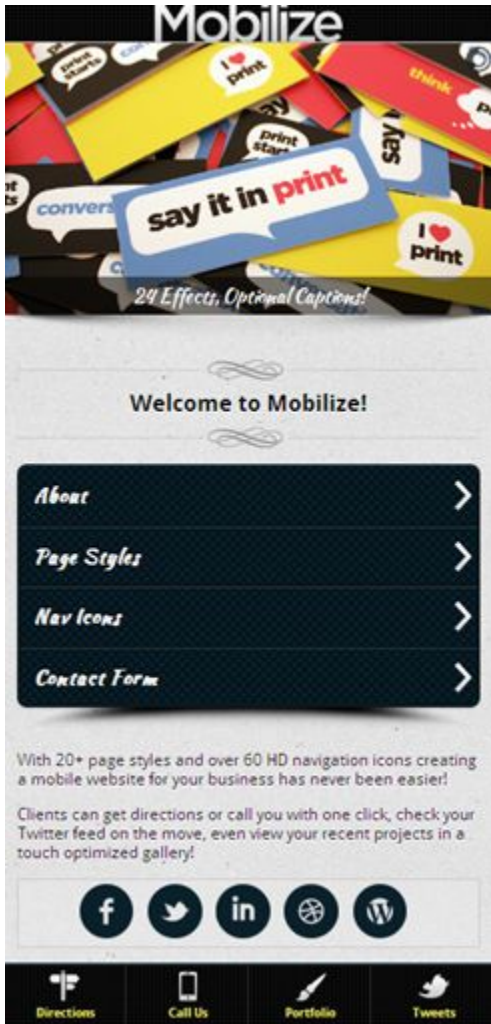 Mobilize
print starts
I ❤ print
think
print star
say
conver
say it in print
I ❤ print
24 Effects, Optional Captions!
Welcome to Mobilize!
About
Page Styles
Nav Icons
Contact Form
With 20+ page styles and over 60 HD navigation icons creating
a mobile website for your business has never been easier!
Clients can get directions or call you with one click, check your
Twitter feed on the move, even view your recent projects in a
touch optimized gallery!
f in
Directions Call Us Portfolio Tweets